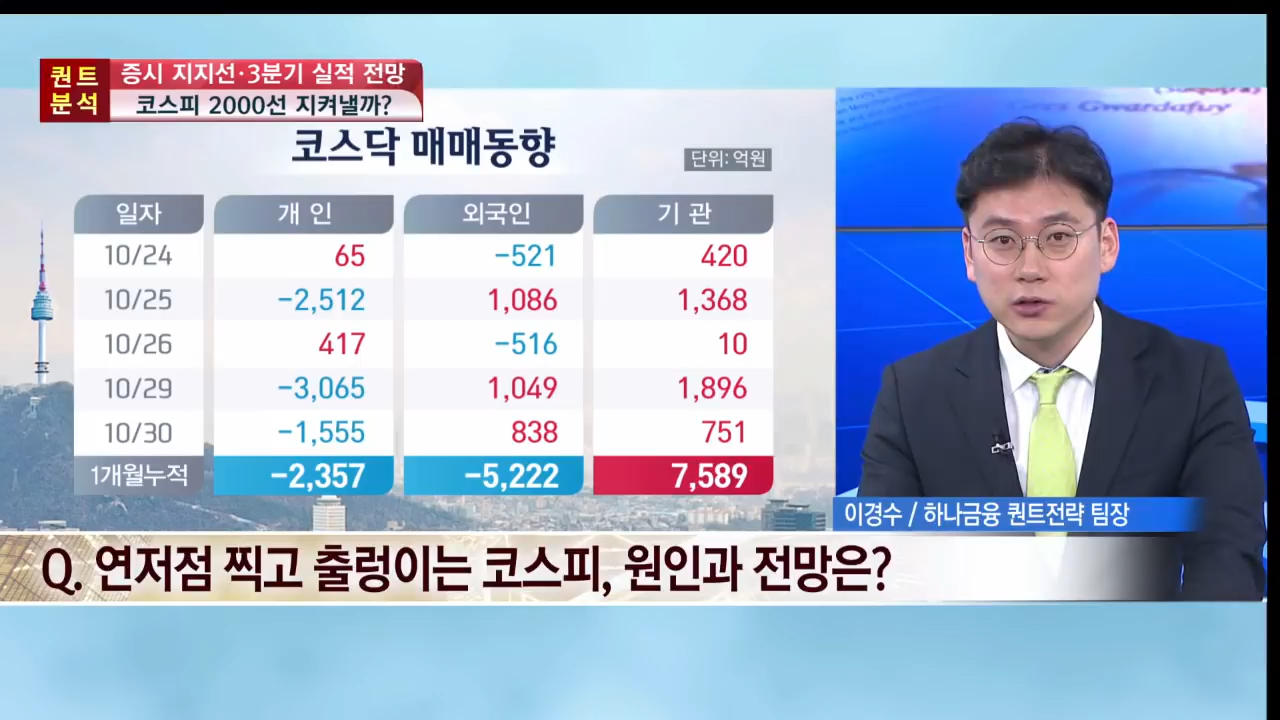 퀀트
분석
증시 지지선·3분기 실적 전망
코스피 2000선 지켜낼까?
코스닥 매매동향
단위: 억원
일자 개 인 외국인 기 관
10/24 65 -521 420
10/25 -2,512 1,086 1,368
10/26 417 -516 10
10/29 -3,065 1,049 1,896
10/30 -1,555 838 751
1개월누적 -2,357 -5,222 7,589
Gwardafuy
이경수 / 하나금융 퀀트전략 팀장
Q. 연저점 찍고 출렁이는 코스피, 원인과 전망은?